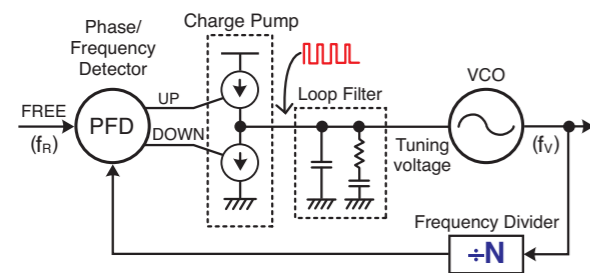 Charge Pump
Phase/
Frequency
Detector
VCO
UP
Loop Filter
FREE
PFD
DOWN
(fR)
Tuning
voltage
(fV)
Frequency Divider
÷N